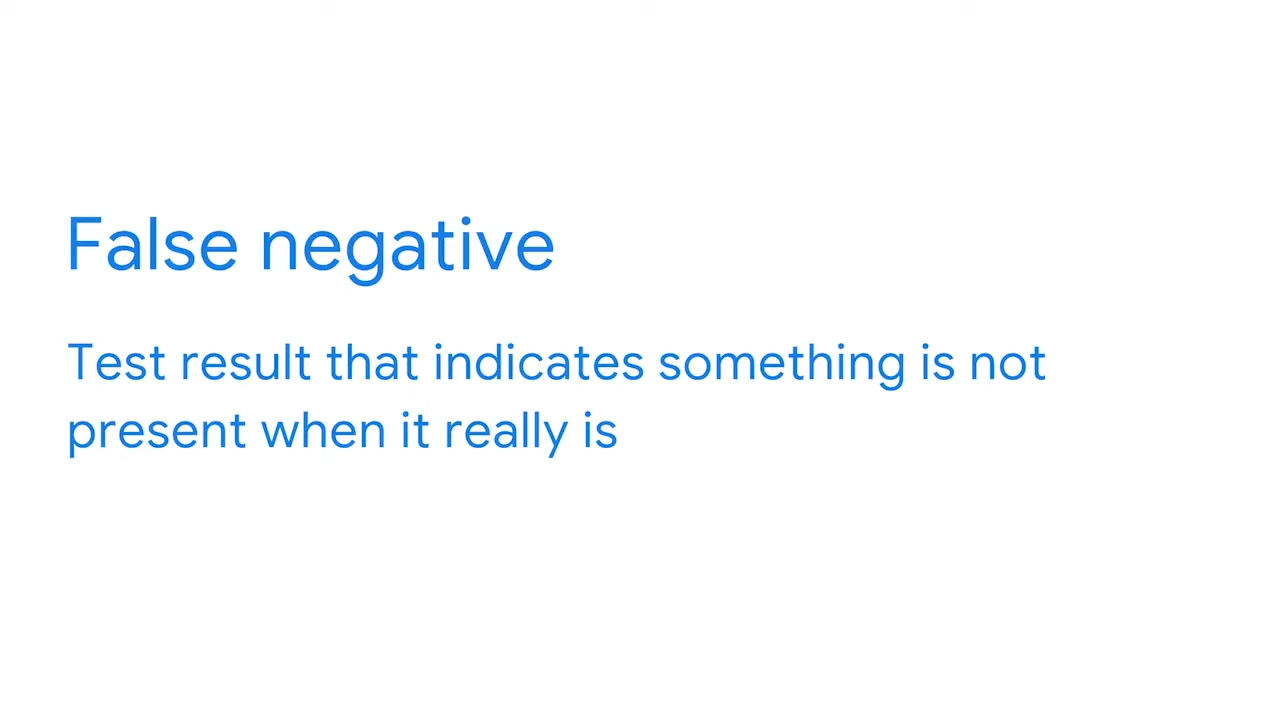 False negative
Test result that indicates something is not
present when it really is